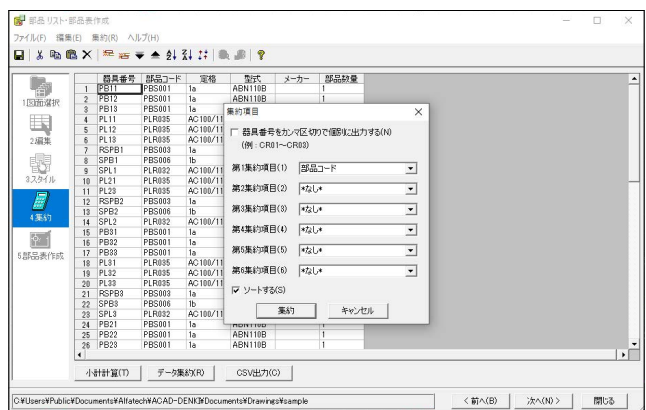 部品 リスト・部品表作成
ファイル(F) 編集(E) 集約(R) ヘルプ(H)
器具番号 部品コード 定格 型式 メーカー 部品数量
1 PB11 PBS001 1a ABN110B 1
2 PB12 PBS001 1a ABN110B 1
3 PB13 PBS001 1a
4 PL11 PLR035 AC100/11
5 PL12 PLR035 AC100/11
6 PL13 PLR035 AC100/11
7 RSPB1 PBS003 1a
8 SPB1 PBS006 1b
9 SPL1 PLR032 AC100/11
10 PL21 PLR035 AC100/11
11 PL23 PLR035 AC100/11
12 RSPB2 PBS003 1a
13 SPB2 PBS006 1b
14 SPL2 PLR032 AC100/11
15 PB31 PBS001 1a
16 PB32 PBS001 1a
17 PB33 PBS001 1a
18 PL31 PLR035 AC100/11
19 PL32 PLR035 AC100/11
20 PL33 PLR035 AC100/11
21 RSPB3 PBS003 1a
22 SPB3 PBS006 1b
23 SPL3 PLR032 AC100/11
24 PB21 PBS001 1a ABN110B 1
25 PB22 PBS001 1a ABN110B 1
26 PB23 PBS001 1a ABN110B 1
1.図面選択
2.編集
3.スタイル
4.集約
5.部品表作成
集約項目
器具番号をカンマ区切りで個別に出力する(N)
(例 : CR01~CR03)
第1集約項目(1) 部品コード
第2集約項目(2) *なし*
第3集約項目(3) *なし*
第4集約項目(4) *なし*
第5集約項目(5) *なし*
第6集約項目(6) *なし*
ソートする(S)
集約 キャンセル
小計計算(T) データ集約(R) CSV出力(C)
C:¥Users¥Public¥Documents¥Alfatech¥ACAD-DENKI¥Documents¥Drawings¥sample
< 前へ(B) 次へ(N) > 閉じる